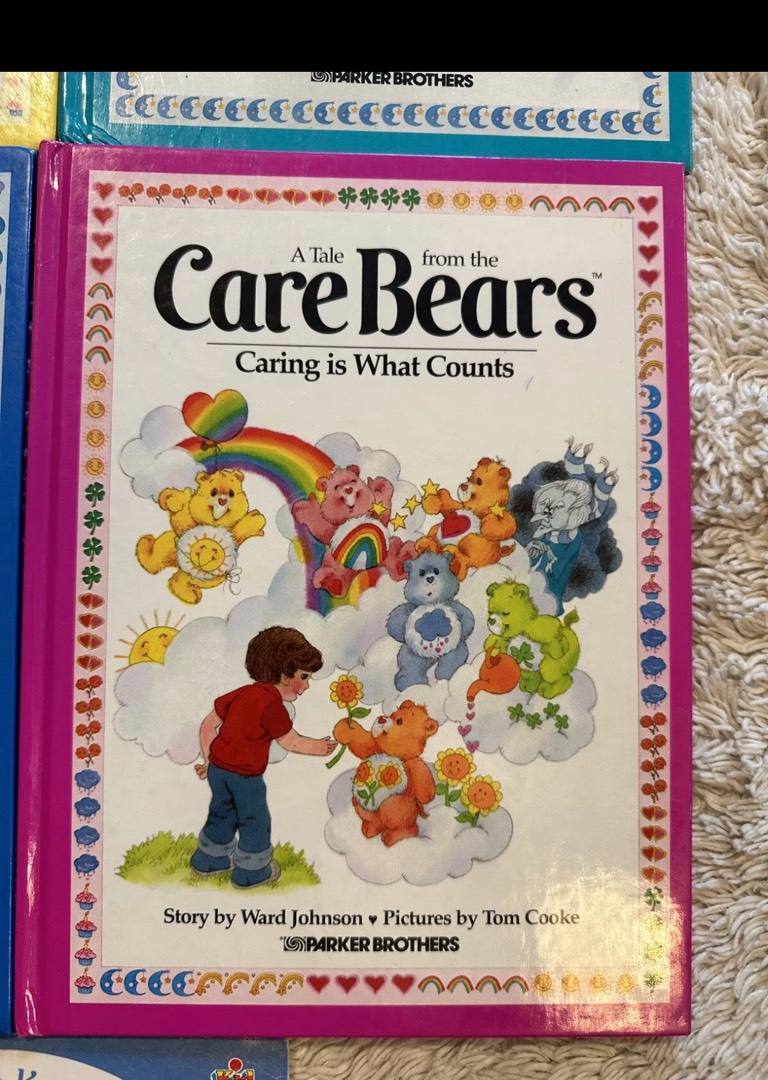 PARKER BROTHERS
A Tale from the
Care Bears™
Caring is What Counts
Story by Ward Johnson ♥ Pictures by Tom Cooke
PARKER BROTHERS